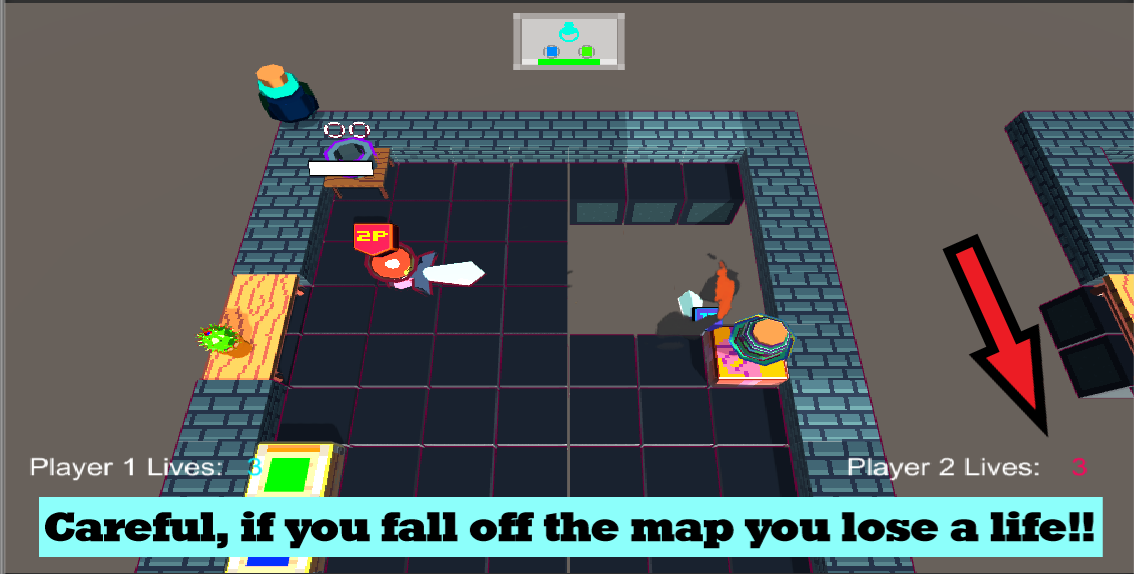 2P
Player 1 Lives: 3
Player 2 Lives: 3
Careful, if you fall off the map you lose a life!!